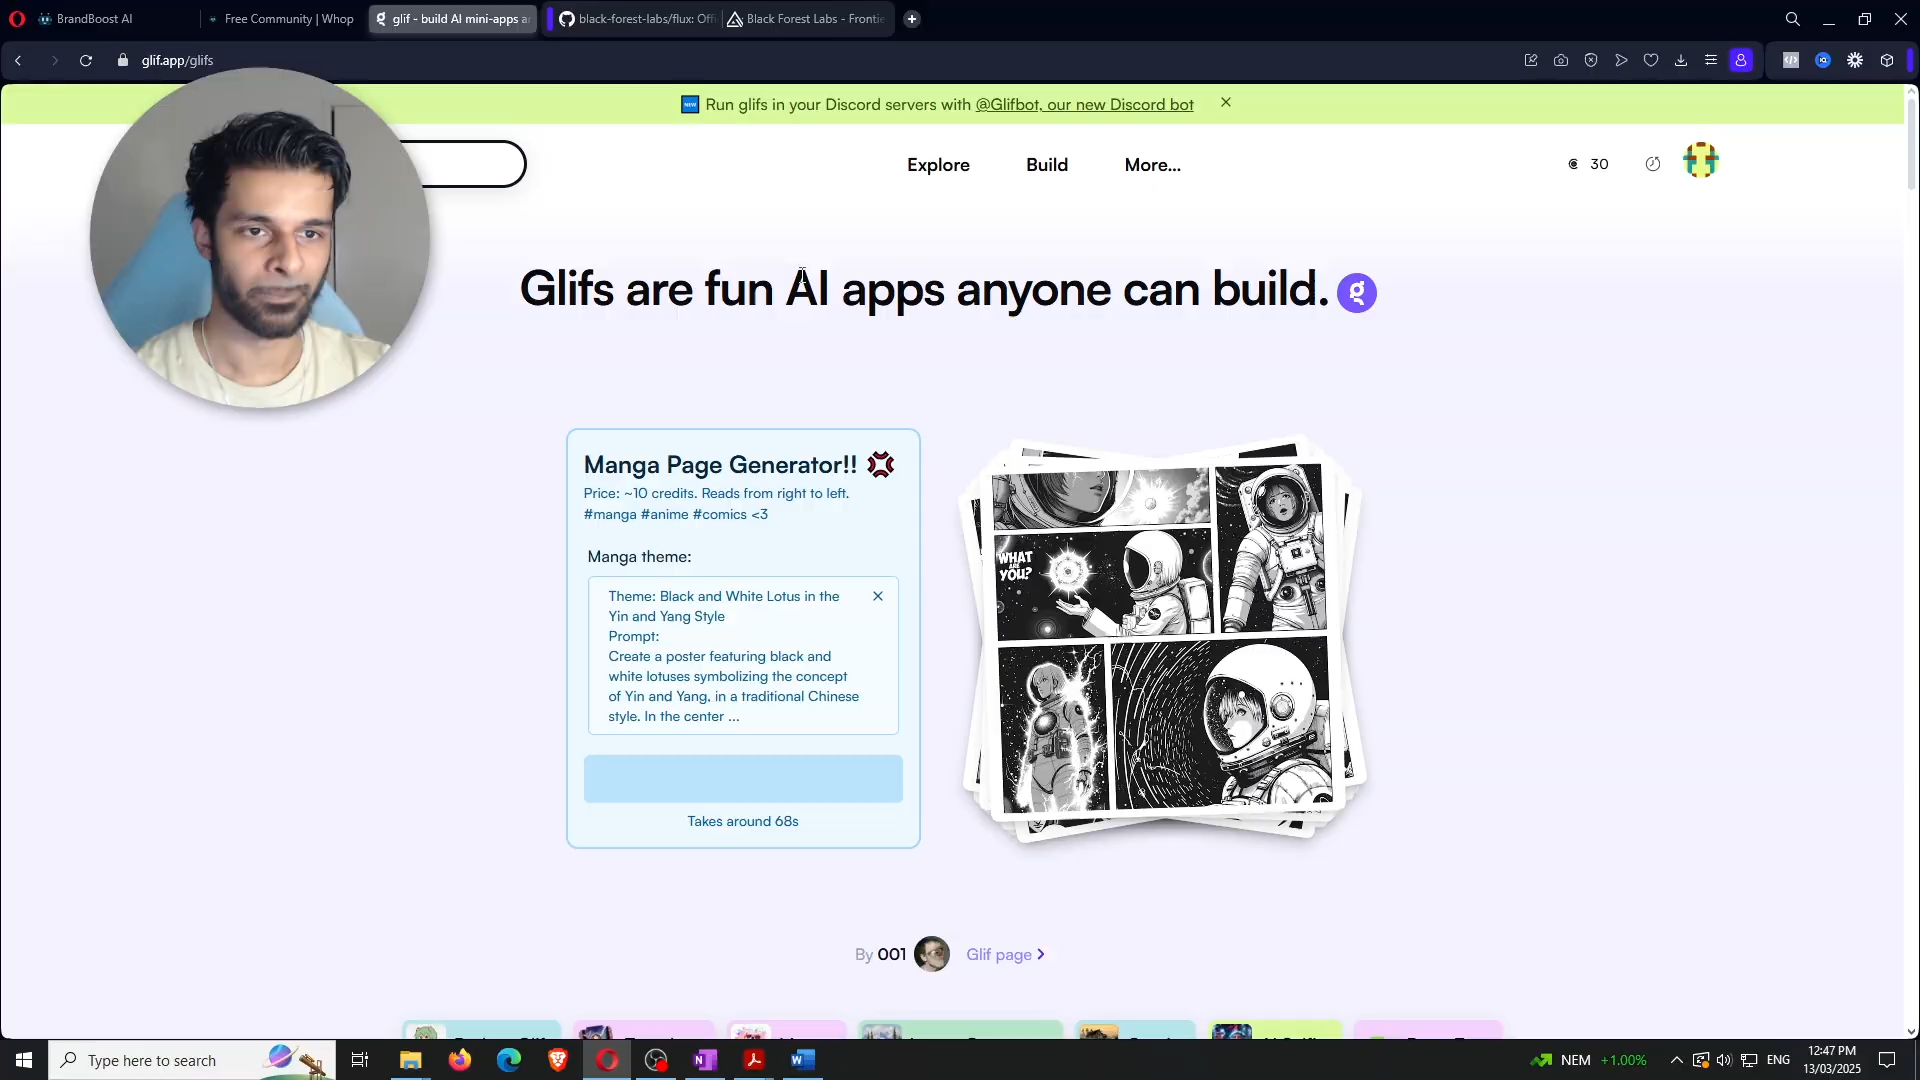 BrandBoost AI
Free Community | Whop
glif - build AI mini-apps a
black-forest-labs/flux: Off
Black Forest Labs - Frontie
glif.app/glifs
NEW Run glifs in your Discord servers with @Glifbot, our new Discord bot
Explore
Build
More...
30
Glifs are fun AI apps anyone can build.
g
Manga Page Generator!!
Price: ~10 credits. Reads from right to left.
#manga #anime #comics <3
Manga theme:
Theme: Black and White Lotus in the
Yin and Yang Style
Prompt:
Create a poster featuring black and
white lotuses symbolizing the concept
of Yin and Yang, in a traditional Chinese
style. In the center ...
Takes around 68s
WHAT
ARE
YOU?
By 001
Glif page
Type here to search
NEM +1.00%
ENG
12:47 PM
13/03/2025